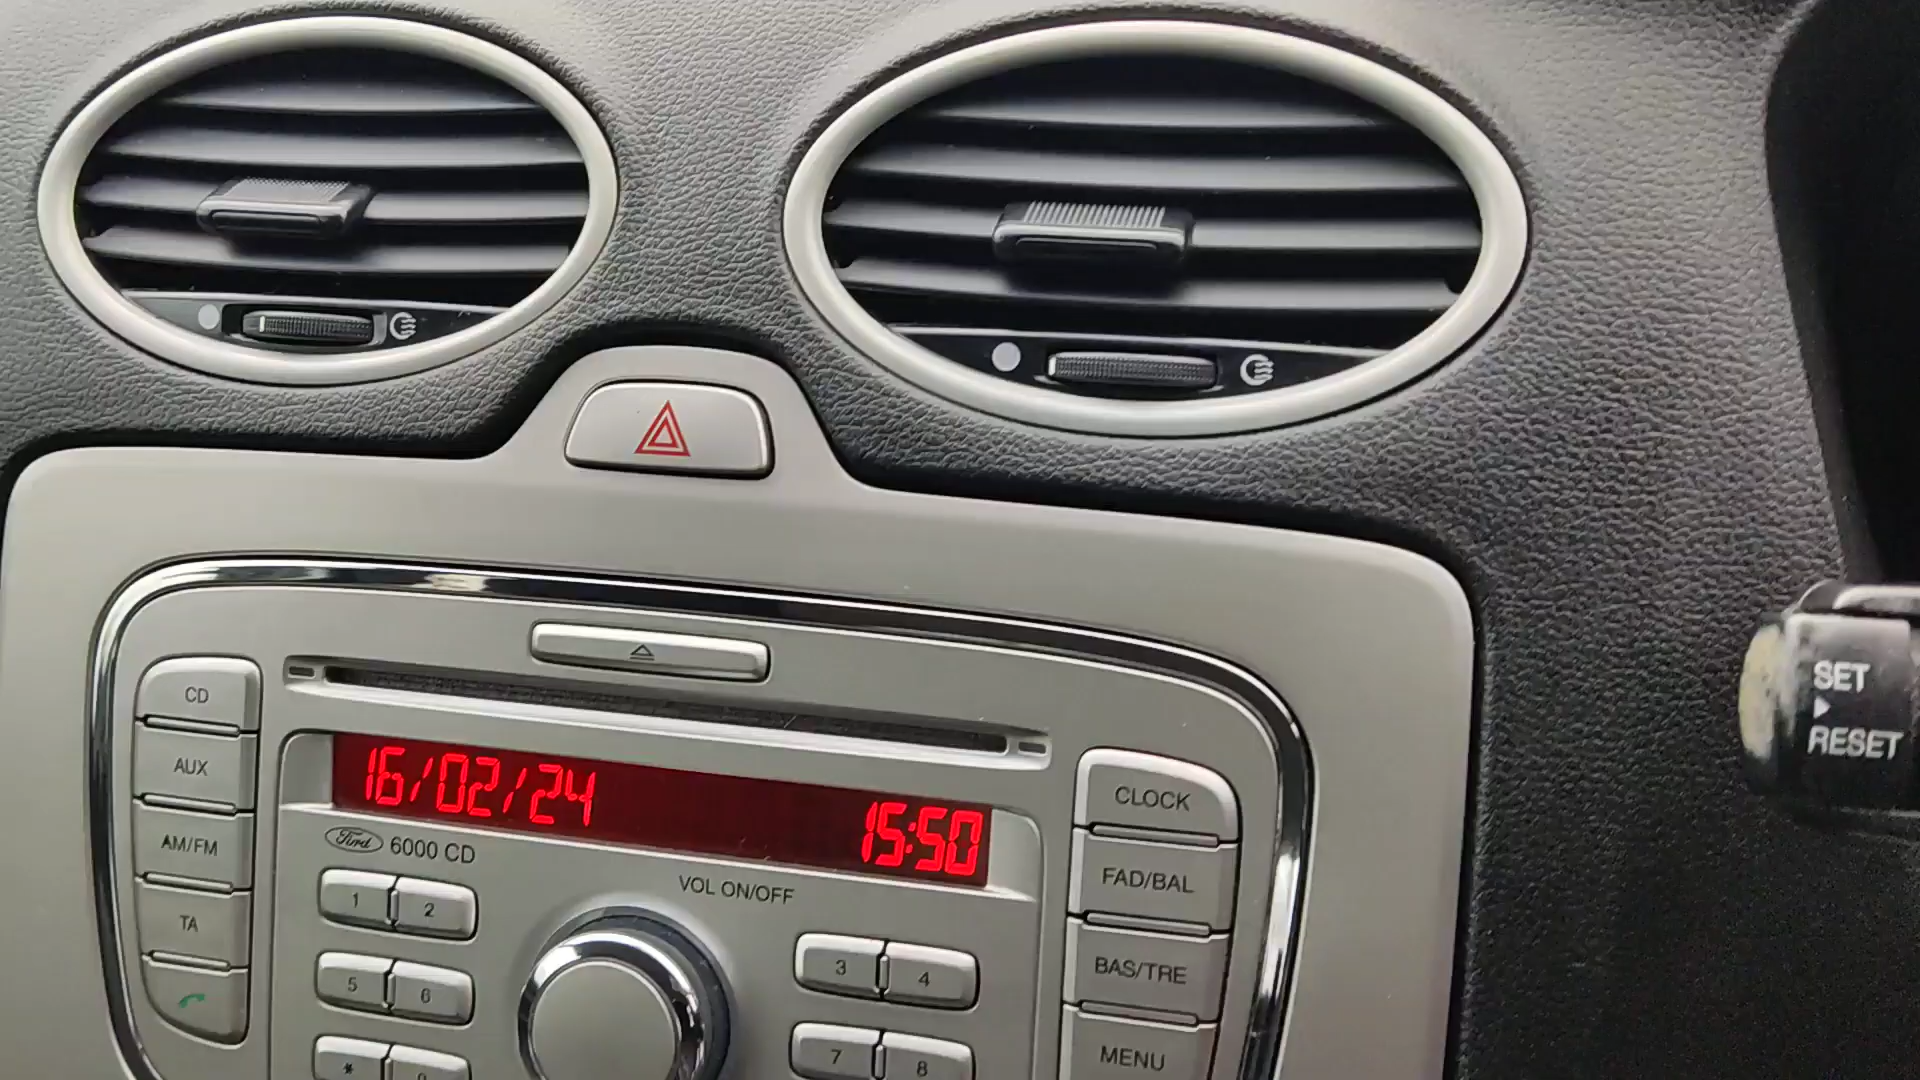 CD
AUX
AM/FM
TA
16/02/24 15:50
Ford 6000 CD
VOL ON/OFF
1 2
3 4
5 6
7 8
*
CLOCK
FAD/BAL
BAS/TRE
MENU
SET
RESET